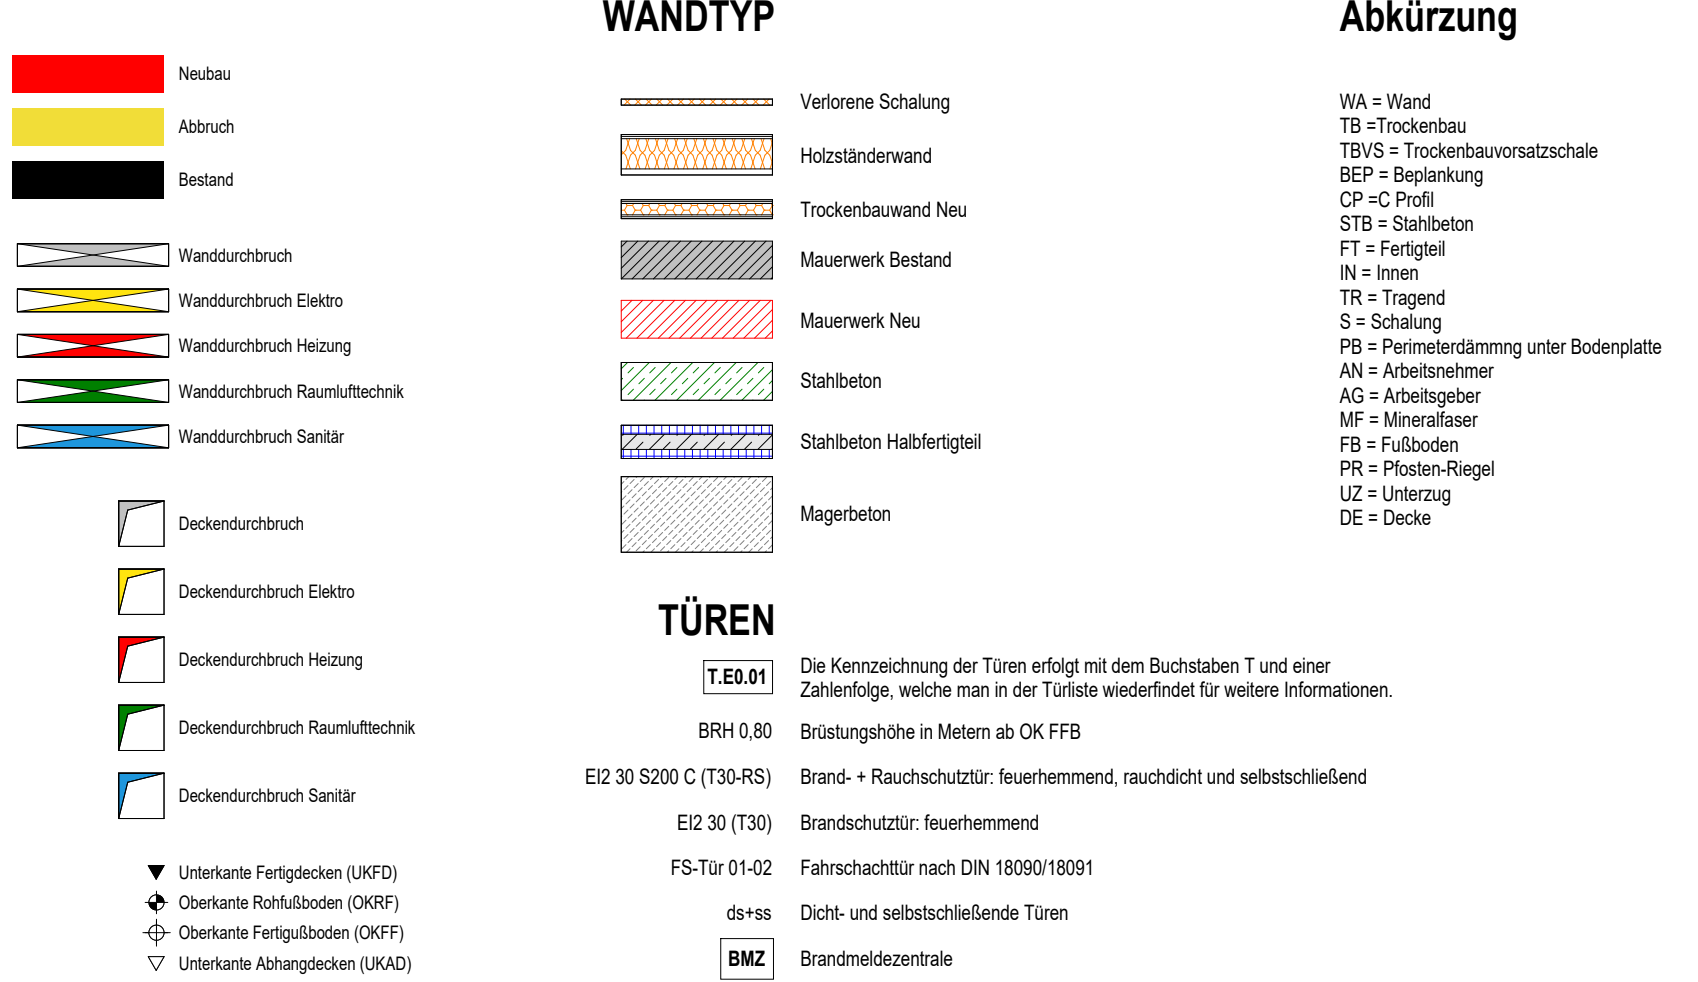 Neubau
Abbruch
Bestand
Wanddurchbruch
Wanddurchbruch Elektro
Wanddurchbruch Heizung
Wanddurchbruch Raumlufttechnik
Wanddurchbruch Sanitär
Deckendurchbruch
Deckendurchbruch Elektro
Deckendurchbruch Heizung
Deckendurchbruch Raumlufttechnik
Deckendurchbruch Sanitär
Unterkante Fertigdecken (UKFD)
Oberkante Rohfußboden (OKRF)
Oberkante Fertigußboden (OKFF)
Unterkante Abhangdecken (UKAD)
WANDTYP
Verlorene Schalung
Holzständerwand
Trockenbauwand Neu
Mauerwerk Bestand
Mauerwerk Neu
Stahlbeton
Stahlbeton Halbfertigteil
Magerbeton
TÜREN
T.E0.01
Die Kennzeichnung der Türen erfolgt mit dem Buchstaben T und einer
Zahlenfolge, welche man in der Türliste wiederfindet für weitere Informationen.
BRH 0,80 Brüstungshöhe in Metern ab OK FFB
EI2 30 S200 C (T30-RS) Brand- + Rauchschutztür: feuerhemmend, rauchdicht und selbstschließend
EI2 30 (T30) Brandschutztür: feuerhemmend
FS-Tür 01-02 Fahrschachttür nach DIN 18090/18091
ds+ss Dicht- und selbstschließende Türen
BMZ Brandmeldezentrale
Abkürzung
WA = Wand
TB =Trockenbau
TBVS = Trockenbauvorsatzschale
BEP = Beplankung
CP =C Profil
STB = Stahlbeton
FT = Fertigteil
IN = Innen
TR = Tragend
S = Schalung
PB = Perimeterdämmng unter Bodenplatte
AN = Arbeitsnehmer
AG = Arbeitsgeber
MF = Mineralfaser
FB = Fußboden
PR = Pfosten-Riegel
UZ = Unterzug
DE = Decke